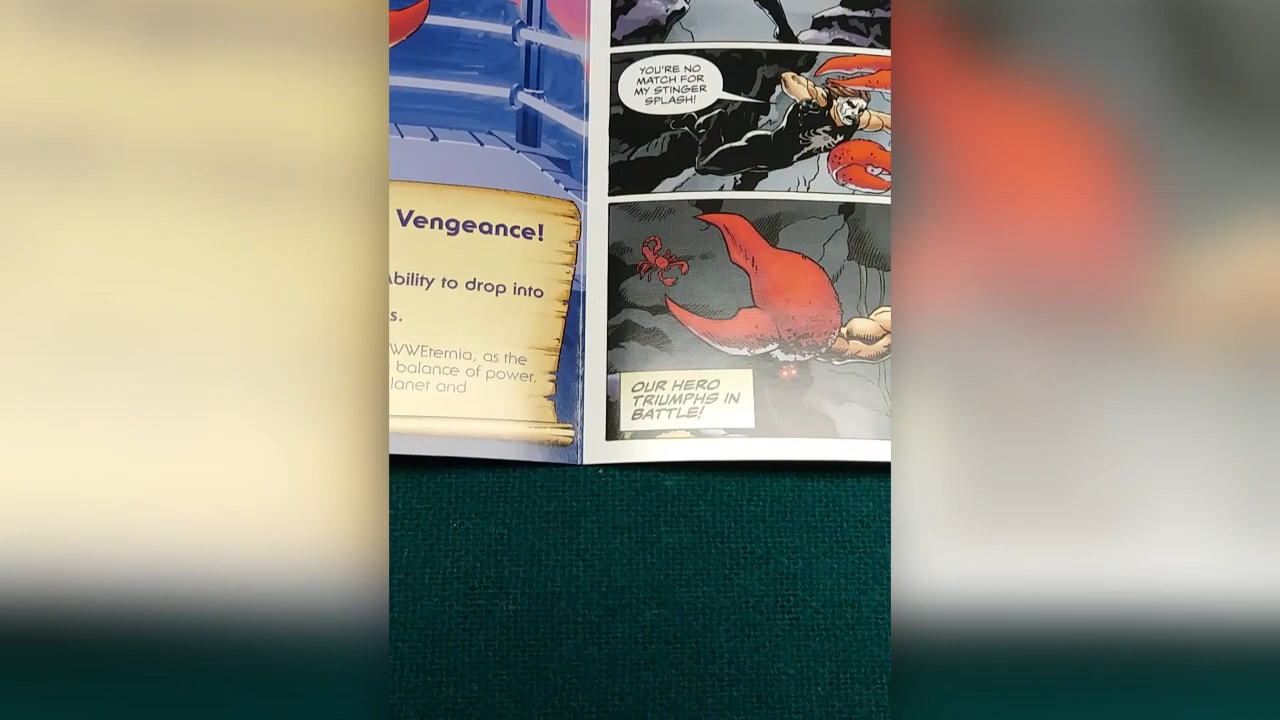 Vengeance!
bility to drop into
s.
WWEternia, as the
balance of power.
lanet and
YOU'RE NO
MATCH FOR
MY STINGER
SPLASH!
OUR HERO
TRIUMPHS IN
BATTLE!